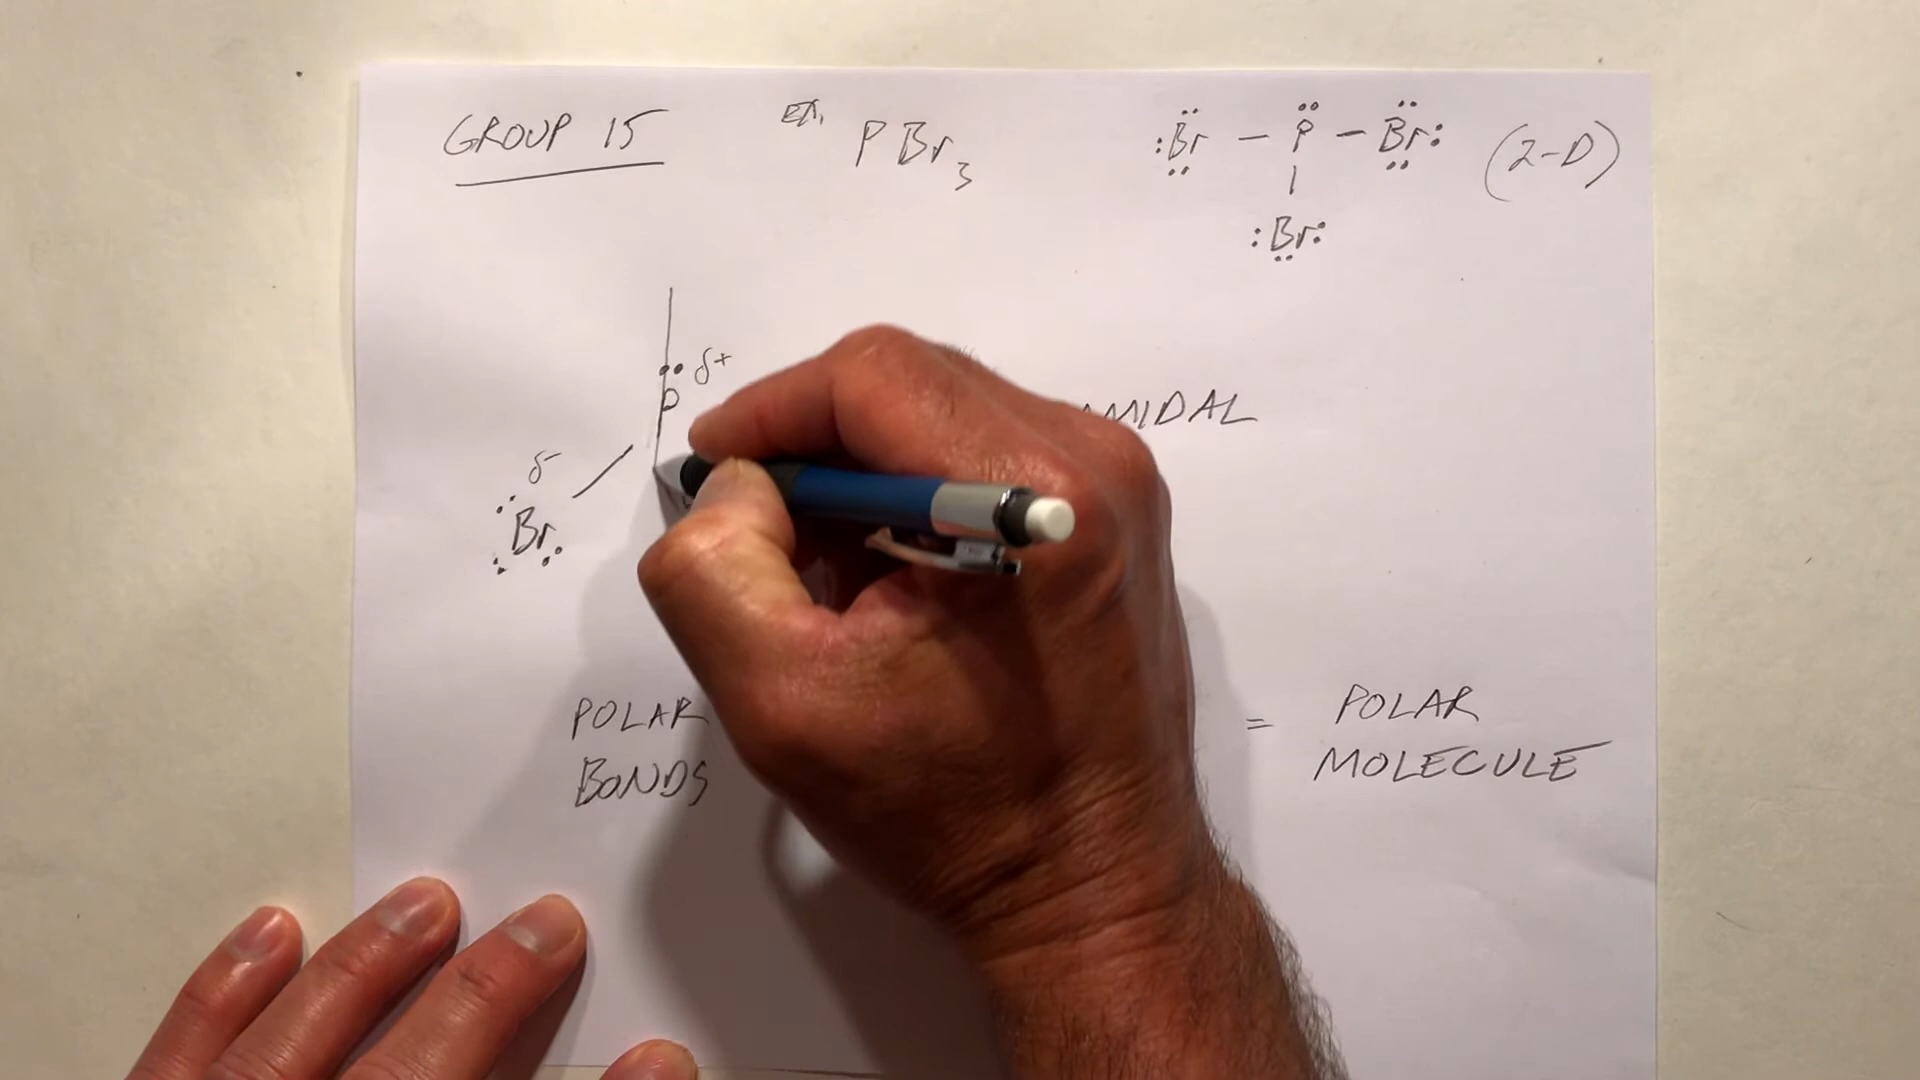 GROUP 15
Ex. PBr3
:Br — P — Br: (2-D)
:Br:
δ+
P
δ-
Br
POLAR
BONDS
= POLAR
MOLECULE